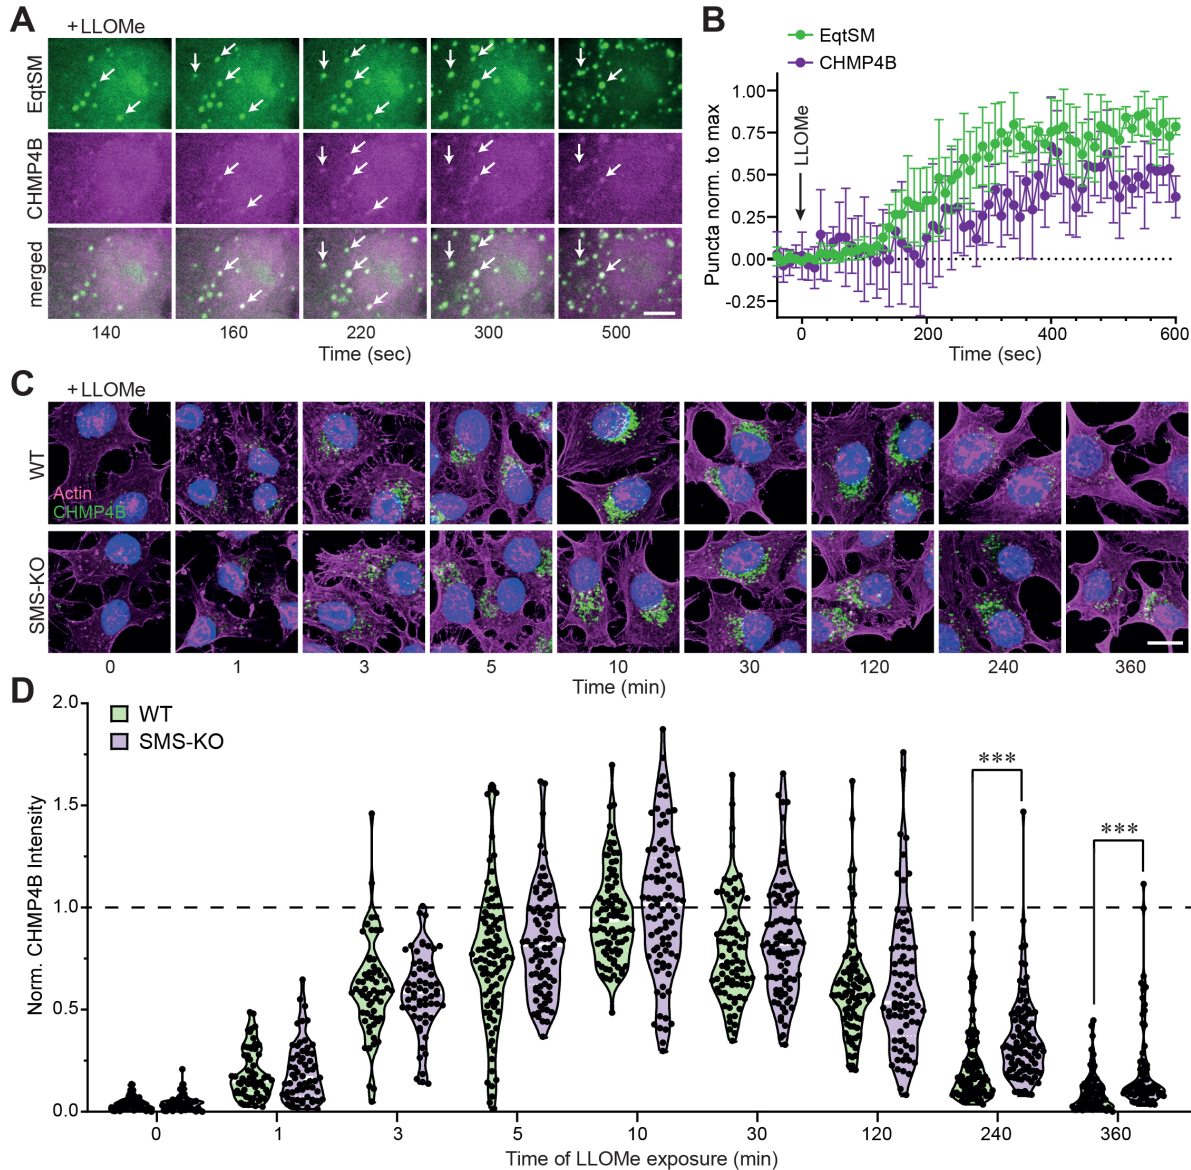 A
+LLOMe
EqtSM
CHMP4B
merged
140 160 220 300 500
Time (sec)
B
EqtSM
CHMP4B
LLOMe
Puncta norm. to max
1.00
0.75
0.50
0.25
0.00
-0.25
0 200 400 600
Time (sec)
C
+LLOMe
WT
Actin
CHMP4B
SMS-KO
0 1 3 5 10 30 120 240 360
Time (min)
D
WT
SMS-KO
Norm. CHMP4B Intensity
2.0
1.5
1.0
0.5
0.0
***
***
0 1 3 5 10 30 120 240 360
Time of LLOMe exposure (min)